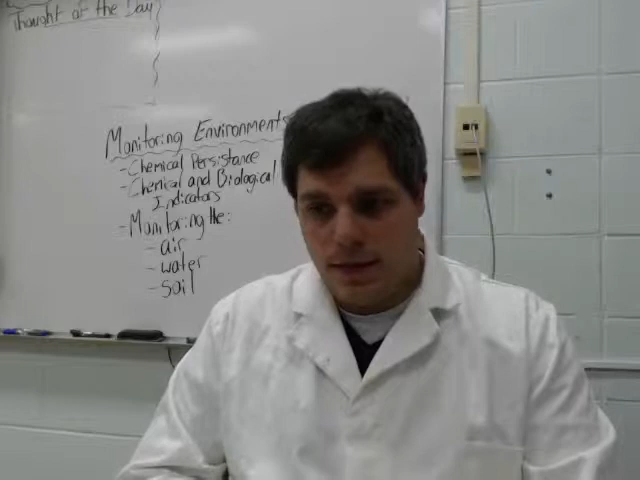 Thought of the Day
Monitoring Environments
-Chemical Persistance
-Chemical and Biological
Indicators
-Monitoring the:
-air
-water
-soil